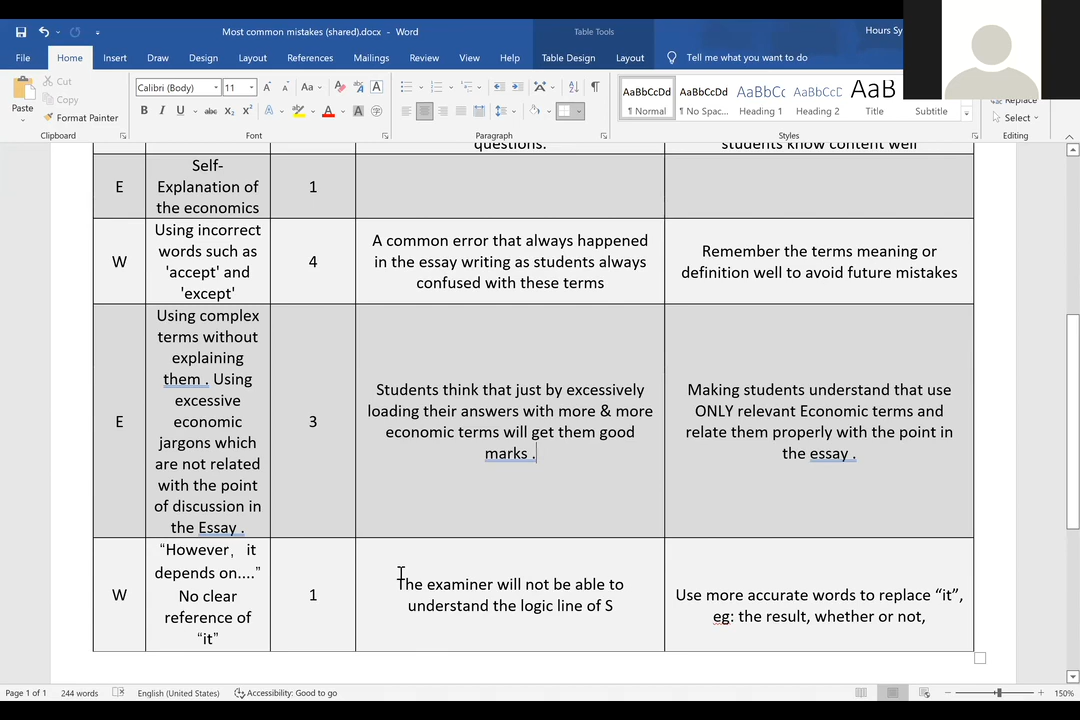 Most common mistakes (shared).docx - Word
Table Tools
Hours Sy
File Home Insert Draw Design Layout References Mailings Review View Help Table Design Layout Tell me what you want to do
Paste
Cut
Copy
Format Painter
Calibri (Body) 11
AaBbCcDd AaBbCcDd AaBbCc AaBbCcD AaB
¶ Normal ¶ No Spac... Heading 1 Heading 2 Title Subtitle
Replace
Select
Clipboard Font Paragraph Styles Editing
questions.
students know content well
E
Self-
Explanation of
the economics
1
W
Using incorrect
words such as
'accept' and
'except'
4
A common error that always happened
in the essay writing as students always
confused with these terms
Remember the terms meaning or
definition well to avoid future mistakes
E
Using complex
terms without
explaining
them . Using
excessive
economic
jargons which
are not related
with the point
of discussion in
the Essay .
3
Students think that just by excessively
loading their answers with more & more
economic terms will get them good
marks .
Making students understand that use
ONLY relevant Economic terms and
relate them properly with the point in
the essay .
W
“However, it
depends on....”
No clear
reference of
“it”
1
The examiner will not be able to
understand the logic line of S
Use more accurate words to replace “it”,
eg: the result, whether or not,
Page 1 of 1 244 words English (United States) Accessibility: Good to go 150%